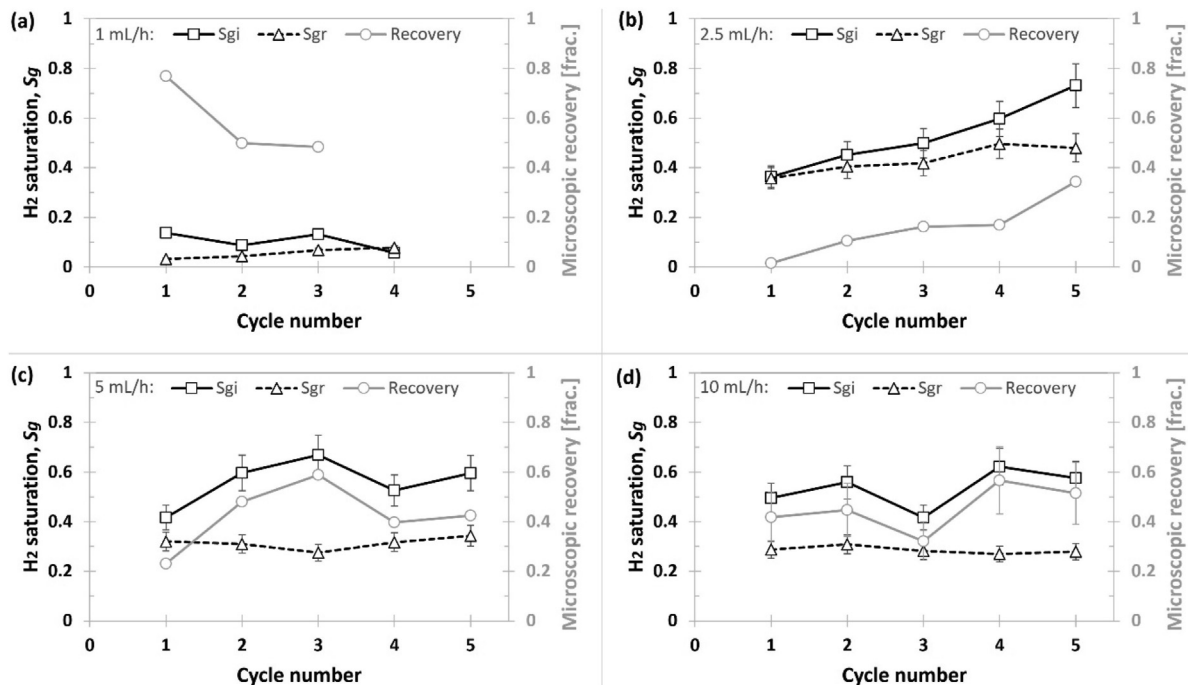 (a)
1 mL/h: Sgi Sgr Recovery
H2 saturation, Sg
1
0.8
0.6
0.4
0.2
0
Microscopic recovery [frac.]
1
0.8
0.6
0.4
0.2
0
0 1 2 3 4 5
Cycle number
(b)
2.5 mL/h: Sgi Sgr Recovery
H2 saturation, Sg
1
0.8
0.6
0.4
0.2
0
Microscopic recovery [frac.]
1
0.8
0.6
0.4
0.2
0
0 1 2 3 4 5
Cycle number
(c)
5 mL/h: Sgi Sgr Recovery
H2 saturation, Sg
1
0.8
0.6
0.4
0.2
0
Microscopic recovery [frac.]
1
0.8
0.6
0.4
0.2
0
0 1 2 3 4 5
Cycle number
(d)
10 mL/h: Sgi Sgr Recovery
H2 saturation, Sg
1
0.8
0.6
0.4
0.2
0
Microscopic recovery [frac.]
1
0.8
0.6
0.4
0.2
0
0 1 2 3 4 5
Cycle number